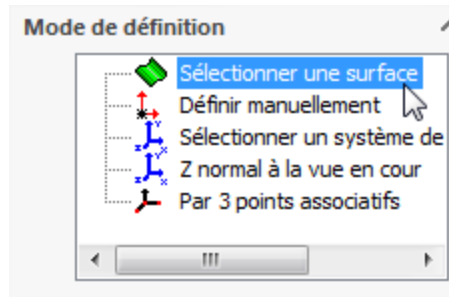 Mode de définition
Sélectionner une surface
Définir manuellement
Sélectionner un système de
Z normal à la vue en cour
Par 3 points associatifs